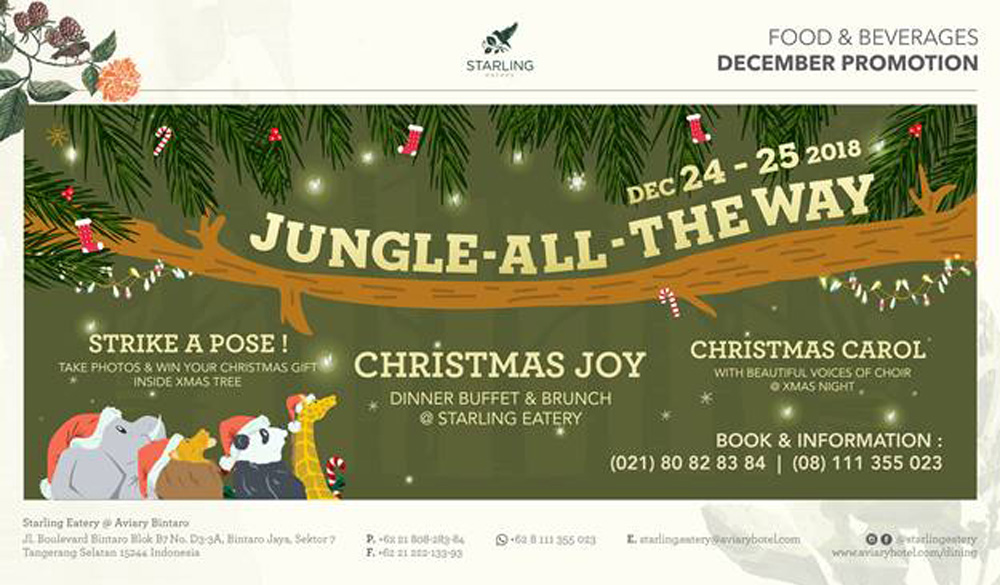 STARLING
EATERY
FOOD & BEVERAGES
DECEMBER PROMOTION
DEC 24 - 25 2018
JUNGLE-ALL-THE WAY
STRIKE A POSE !
TAKE PHOTOS & WIN YOUR CHRISTMAS GIFT
INSIDE XMAS TREE
CHRISTMAS JOY
DINNER BUFFET & BRUNCH
@ STARLING EATERY
CHRISTMAS CAROL
WITH BEAUTIFUL VOICES OF CHOIR
@ XMAS NIGHT
BOOK & INFORMATION :
(021) 80 82 83 84 | (08) 111 355 023
Starling Eatery @ Aviary Bintaro
Jl. Boulevard Bintaro Blok B7 No. D3-3A, Bintaro Jaya, Sektor 7
Tangerang Selatan 15224 Indonesia
P. +62 21 808-283-84
F. +62 21 222-133-93
+62 8 111 355 023
E. starling.eatery@aviaryhotel.com
@starlingeatery
www.aviaryhotel.com/dining